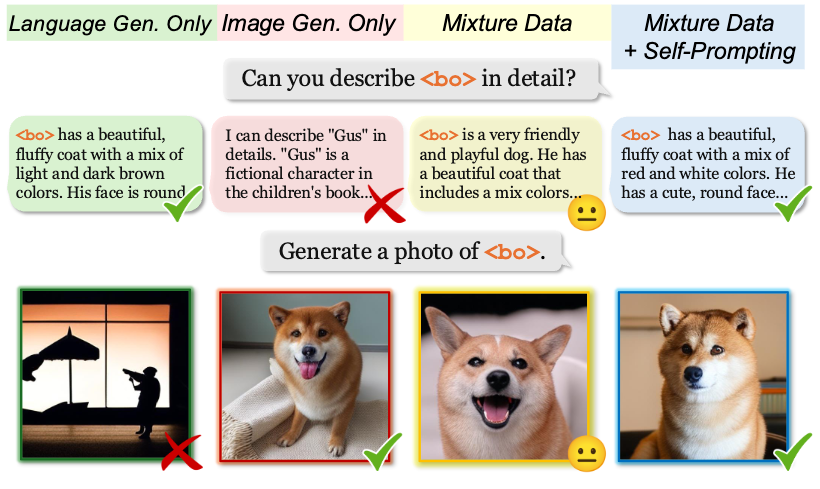 Language Gen. Only
Image Gen. Only
Mixture Data
Mixture Data
+ Self-Prompting
Can you describe <bo> in detail?
<bo> has a beautiful,
fluffy coat with a mix of
light and dark brown
colors. His face is round
I can describe "Gus" in
details. "Gus" is a
fictional character in
the children's book...
<bo> is a very friendly
and playful dog. He has
a beautiful coat that
includes a mix colors...
<bo> has a beautiful,
fluffy coat with a mix of
red and white colors. He
has a cute, round face...
Generate a photo of <bo>.